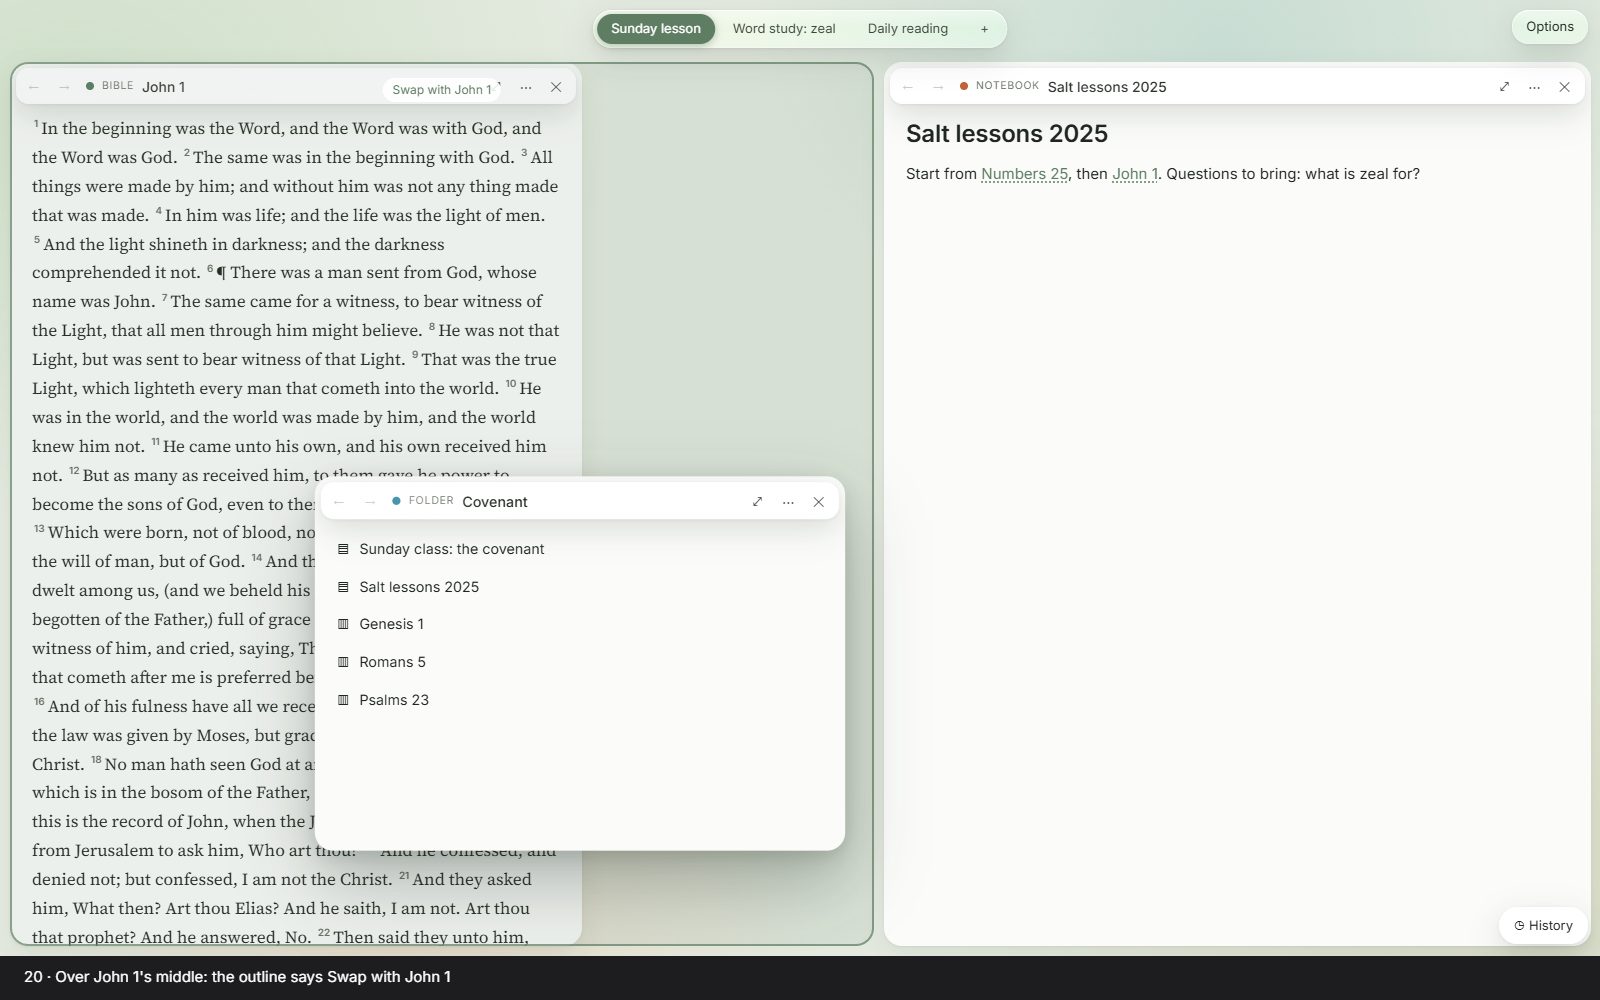 Sunday lesson Word study: zeal Daily reading +
Options
← → BIBLE John 1 Swap with John 1 ···
1 In the beginning was the Word, and the Word was with God, and
the Word was God. 2 The same was in the beginning with God. 3 All
things were made by him; and without him was not any thing made
that was made. 4 In him was life; and the life was the light of men.
5 And the light shineth in darkness; and the darkness
comprehended it not. 6 ¶ There was a man sent from God, whose
name was John. 7 The same came for a witness, to bear witness of
the Light, that all men through him might believe. 8 He was not that
Light, but was sent to bear witness of that Light. 9 That was the true
Light, which lighteth every man that cometh into the world. 10 He
was in the world, and the world was made by him, and the world
knew him not. 11 He came unto his own, and his own received him
not. 12 But as many as received him, to them gave he power to
become the sons of God, even to the
13 Which were born, not of blood, no
the will of man, but of God. 14 And th
dwelt among us, (and we beheld his
begotten of the Father,) full of grace
witness of him, and cried, saying, Th
that cometh after me is preferred be
16 And of his fulness have all we rece
the law was given by Moses, but grac
Christ. 18 No man hath seen God at a
which is in the bosom of the Father,
this is the record of John, when the J
from Jerusalem to ask him, Who art thou? And he confessed, and
denied not; but confessed, I am not the Christ. 21 And they asked
him, What then? Art thou Elias? And he saith, I am not. Art thou
that prophet? And he answered, No. 22 Then said they unto him,
← → FOLDER Covenant ···
Sunday class: the covenant
Salt lessons 2025
Genesis 1
Romans 5
Psalms 23
← → NOTEBOOK Salt lessons 2025 ···
Salt lessons 2025
Start from Numbers 25, then John 1. Questions to bring: what is zeal for?
History
20 · Over John 1's middle: the outline says Swap with John 1